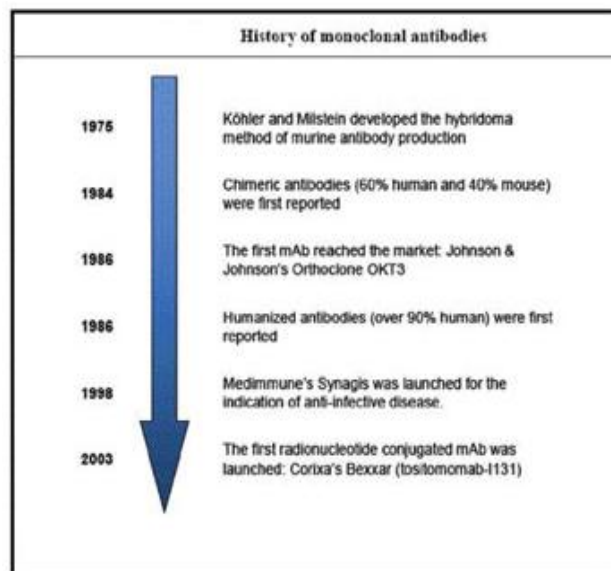 History of monoclonal antibodies
1975
Köhler and Milstein developed the hybridoma
method of murine antibody production
1984
Chimeric antibodies (60% human and 40% mouse)
were first reported
1986
The first mAb reached the market: Johnson &
Johnson's Orthoclone OKT3
1986
Humanized antibodies (over 90% human) were first
reported
1998
Medimmune's Synagis was launched for the
indication of anti-infective disease.
2003
The first radionucleotide conjugated mAb was
launched: Corixa's Bexxar (tositomomab-I131)